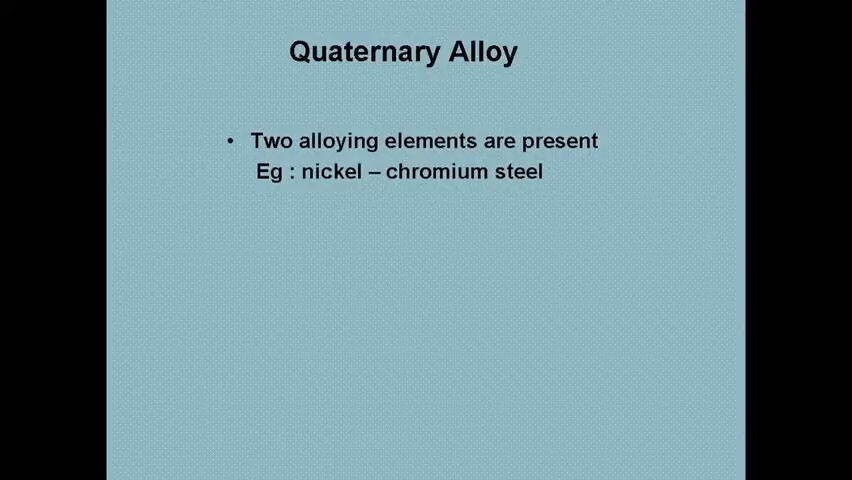 Quaternary Alloy
• Two alloying elements are present
Eg : nickel – chromium steel